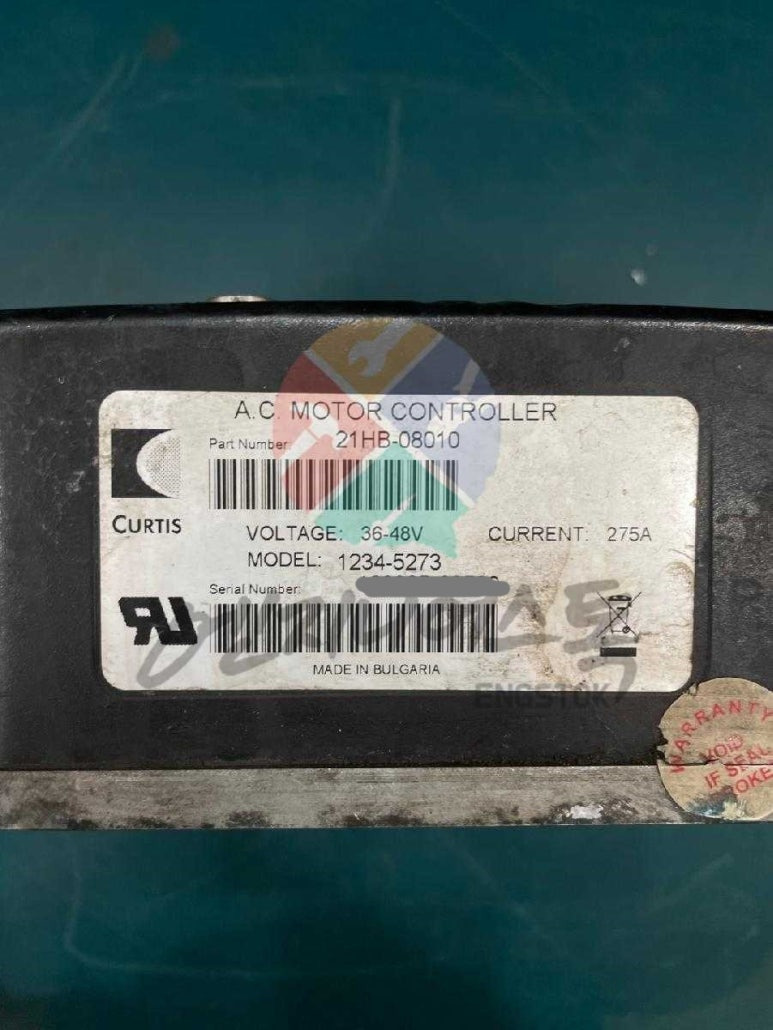 A.C. MOTOR CONTROLLER
Part Number: 21HB-08010
CURTIS
VOLTAGE: 36-48V CURRENT: 275A
MODEL: 1234-5273
Serial Number:
MADE IN BULGARIA
ENGSTOK
WARRANTY
VOID
IF SEAL